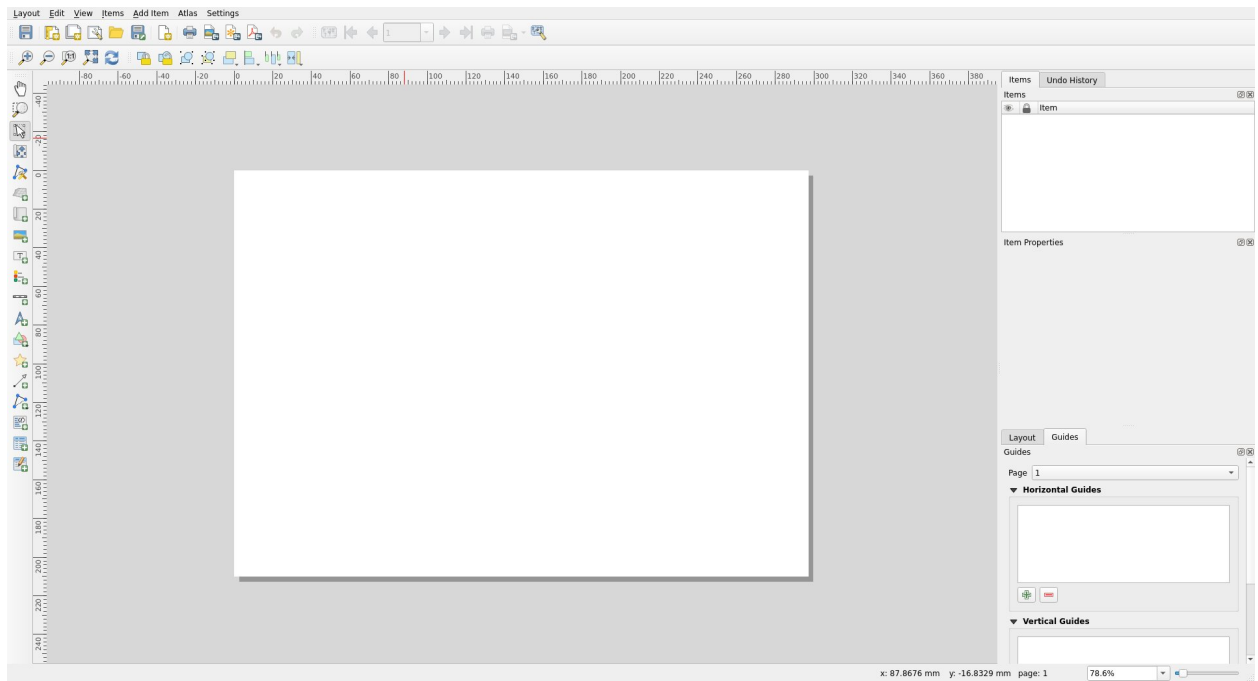 Layout Edit View Items Add Item Atlas Settings
1
1:1
-80 -60 -40 -20 0 20 40 60 80 100 120 140 160 180 200 220 240 260 280 300 320 340 360 380
-40
-20
0
20
40
60
80
100
120
140
160
180
200
220
240
Items Undo History
Items
Item
Item Properties
Layout Guides
Guides
Page 1
Horizontal Guides
Vertical Guides
x: 87.8676 mm y: -16.8329 mm page: 1 78.6%